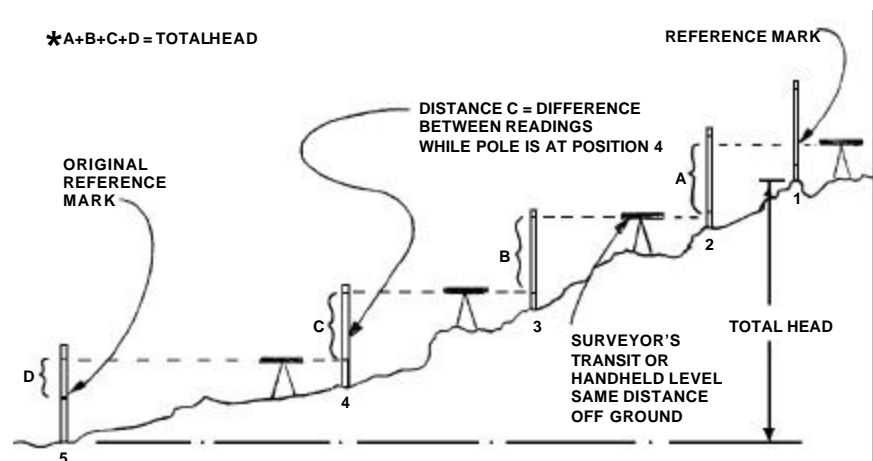 *A+B+C+D = TOTALHEAD
REFERENCE
MARK
DISTANCE C = DIFFERENCE
BETWEEN READINGS
WHILE POLE IS AT POSITION 4
ORIGINAL
REFERENCE
MARK
A
1
B
2
C
3
SURVEYOR'S
TRANSIT OR
HANDHELD LEVEL
SAME DISTANCE
OFF GROUND
TOTAL HEAD
D
4
5